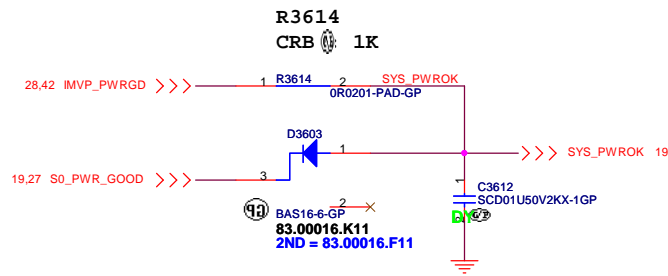 R3614
CRB : 1K
28,42 IMVP_PWRGD
1 R3614 2 SYS_PWROK
0R0201-PAD-GP
D3603
1
SYS_PWROK 19
19,27 S0_PWR_GOOD
3
1
C3612
SCD01U50V2KX-1GP
DY
2
BAS16-6-GP
83.00016.K11
2ND = 83.00016.F11